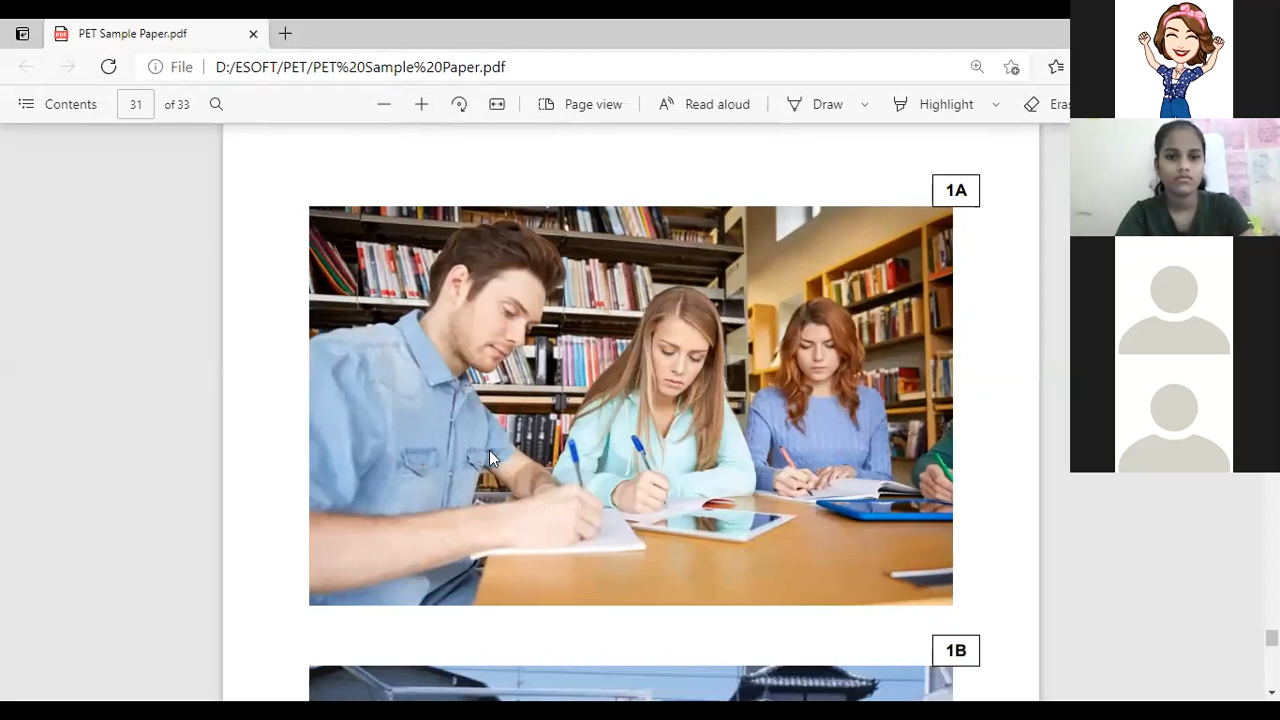 PET Sample Paper.pdf
File D:/ESOFT/PET/PET%20Sample%20Paper.pdf
Contents 31 of 33 Page view Read aloud Draw Highlight
1A
1B